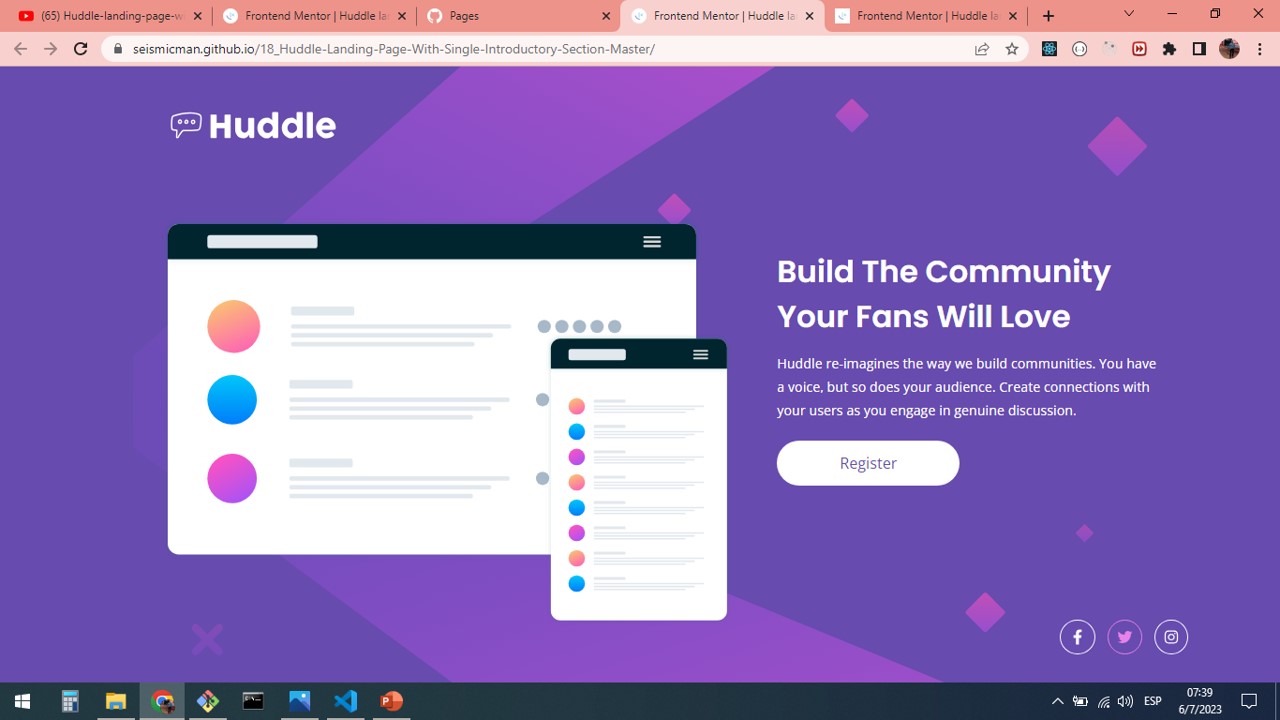 (65) Huddle-landing-page-w
Frontend Mentor | Huddle la
Pages
Frontend Mentor | Huddle la
Frontend Mentor | Huddle la
seismicman.github.io/18_Huddle-Landing-Page-With-Single-Introductory-Section-Master/
Huddle
Build The Community
Your Fans Will Love
Huddle re-imagines the way we build communities. You have
a voice, but so does your audience. Create connections with
your users as you engage in genuine discussion.
Register
ESP
07:39
6/7/2023